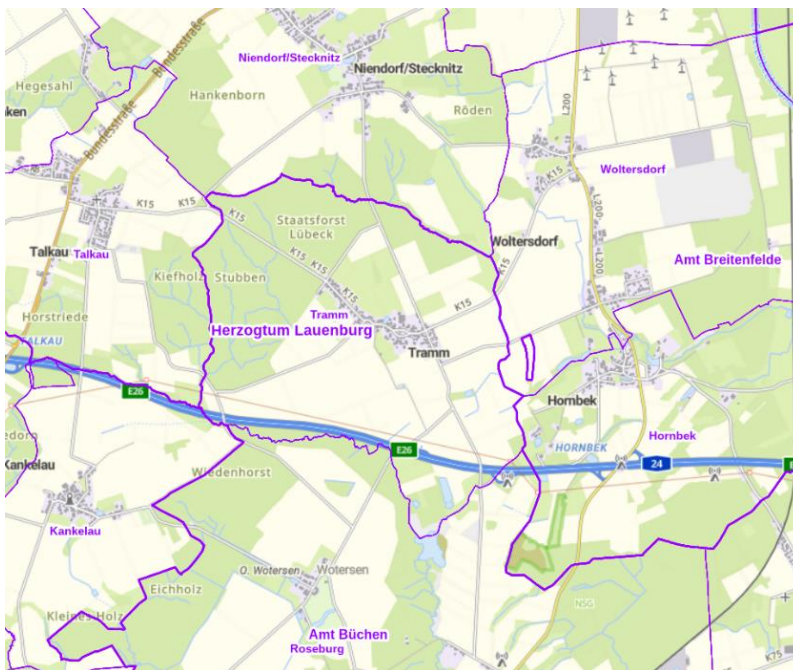 Bundesstraße
Niendorf/Stecknitz
Niendorf/Stecknitz
Hegesahl
Hankenborn
Röden
L200
Bundesstraße
K15
Woltersdorf
K15
K15
Staatsforst
Lübeck
L200
Talkau
Talkau
K15
Woltersdorf
L200
Amt Breitenfelde
Kiefholz
Stubben
K15
Horstriede
Tramm
K15
Herzogtum Lauenburg
TALKAU
Tramm
E26
Hornbek
Hornbek
E26
HORNBEK
24
Kankelau
Wiedenhorst
Kankelau
O. Wotersen
Wotersen
Eichholz
NSG
Kleines Holz
Amt Büchen
Roseburg
K75